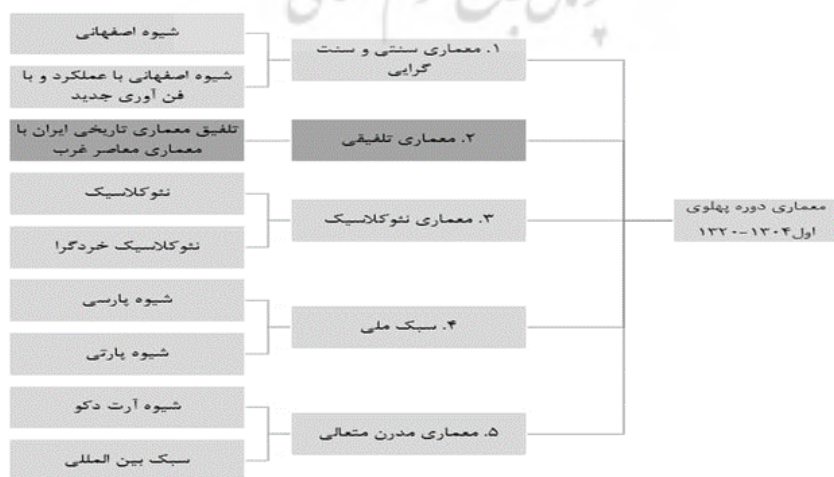 معماری دوره پهلوی
اول۱۳۰۴-۱۳۲۰
۱. معماری سنتی و سنت
گرایی
شیوه اصفهانی
شیوه اصفهانی با عملکرد و با
فن آوری جدید
۲. معماری تلفیقی
تلفیق معماری تاریخی ایران با
معماری معاصر غرب
۳. معماری نئوکلاسیک
نئوکلاسیک
نئوکلاسیک خردگرا
۴. سبک ملی
شیوه پارسی
شیوه پارتی
۵. معماری مدرن متعالی
شیوه آرت دکو
سبک بین المللی